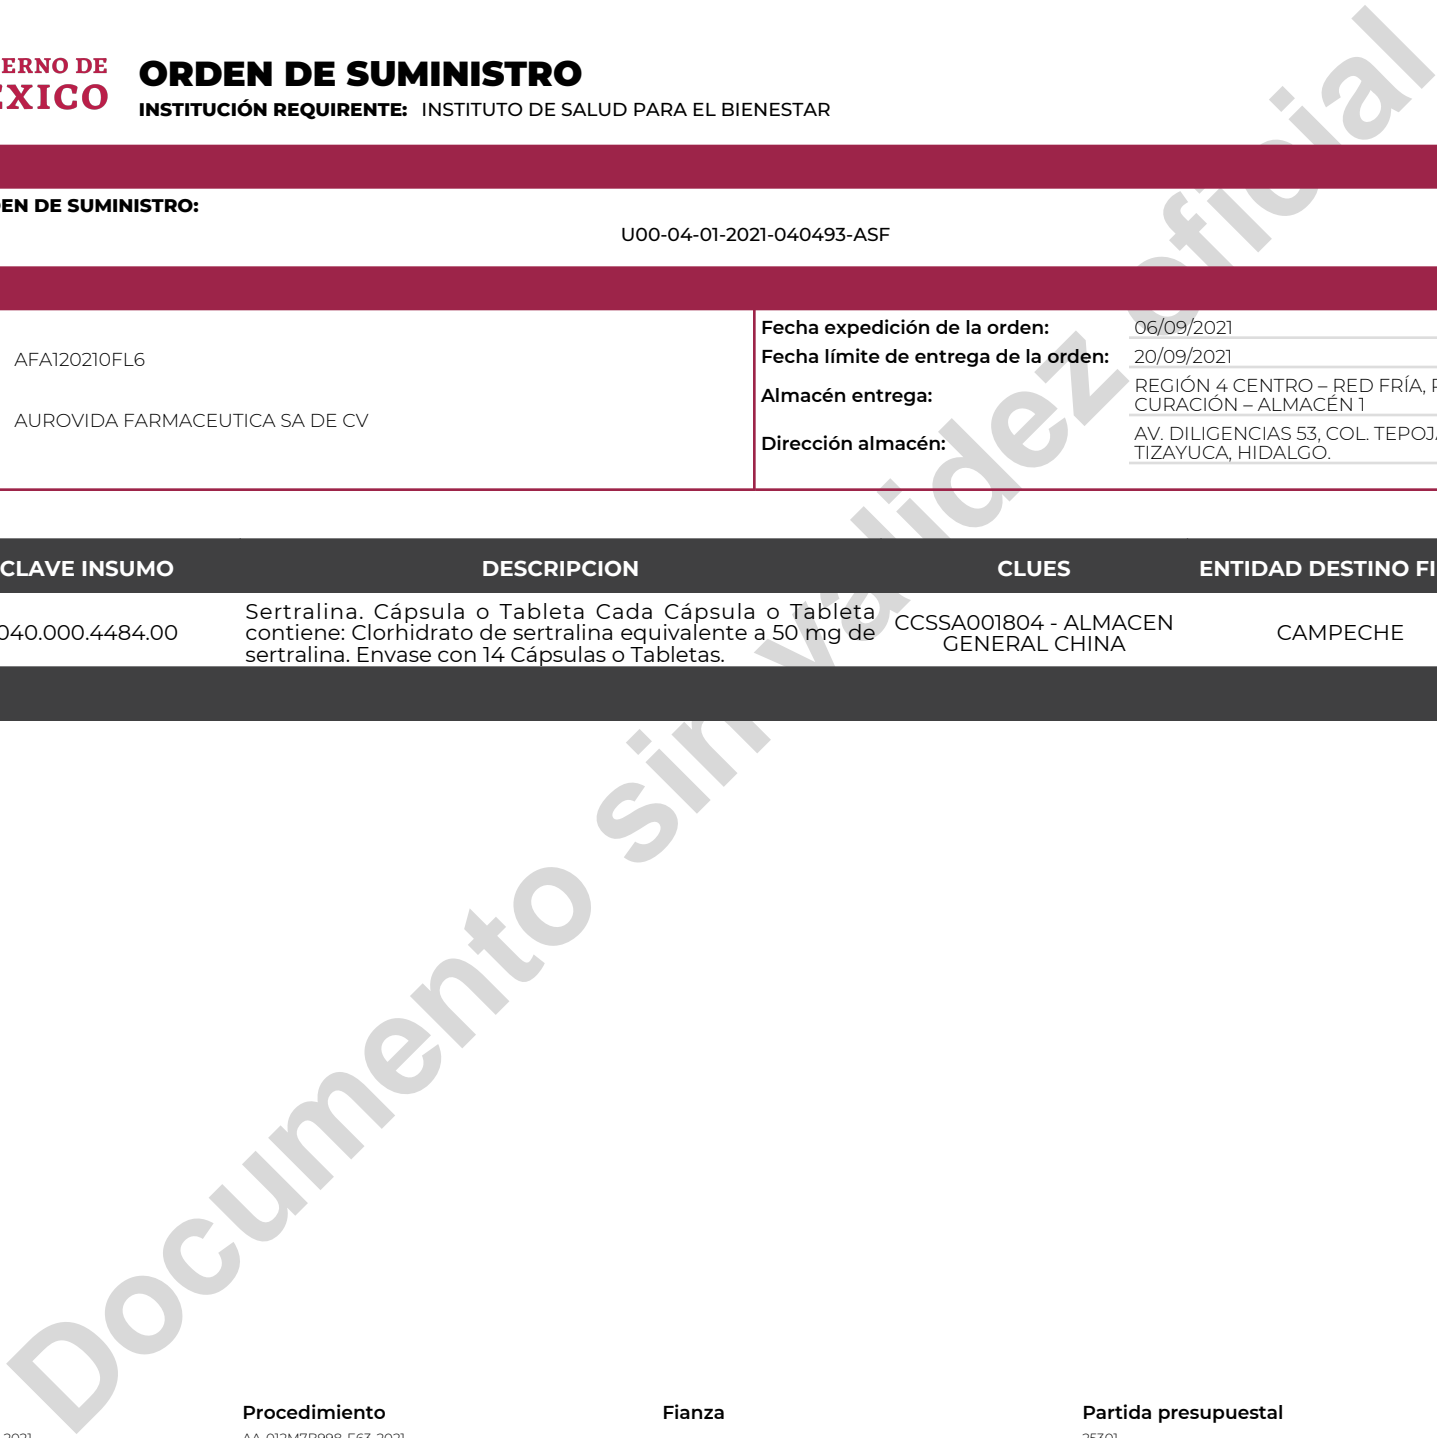 ERNO DE
EXICO
ORDEN DE SUMINISTRO
INSTITUCIÓN REQUIRENTE: INSTITUTO DE SALUD PARA EL BIENESTAR
EN DE SUMINISTRO:
U00-04-01-2021-040493-ASF
AFA120210FL6
AUROVIDA FARMACEUTICA SA DE CV
Fecha expedición de la orden: 06/09/2021
Fecha límite de entrega de la orden: 20/09/2021
Almacén entrega: REGIÓN 4 CENTRO – RED FRÍA,
CURACIÓN – ALMACÉN 1
Dirección almacén: AV. DILIGENCIAS 53, COL. TEPOJA
TIZAYUCA, HIDALGO.
CLAVE INSUMO DESCRIPCION CLUES ENTIDAD DESTINO FI
040.000.4484.00
Sertralina. Cápsula o Tableta Cada Cápsula o Tableta
contiene: Clorhidrato de sertralina equivalente a 50 mg de
sertralina. Envase con 14 Cápsulas o Tabletas.
CCSSA001804 - ALMACEN
GENERAL CHINA
CAMPECHE
Documento sin validez oficial
Procedimiento Fianza Partida presupuestal